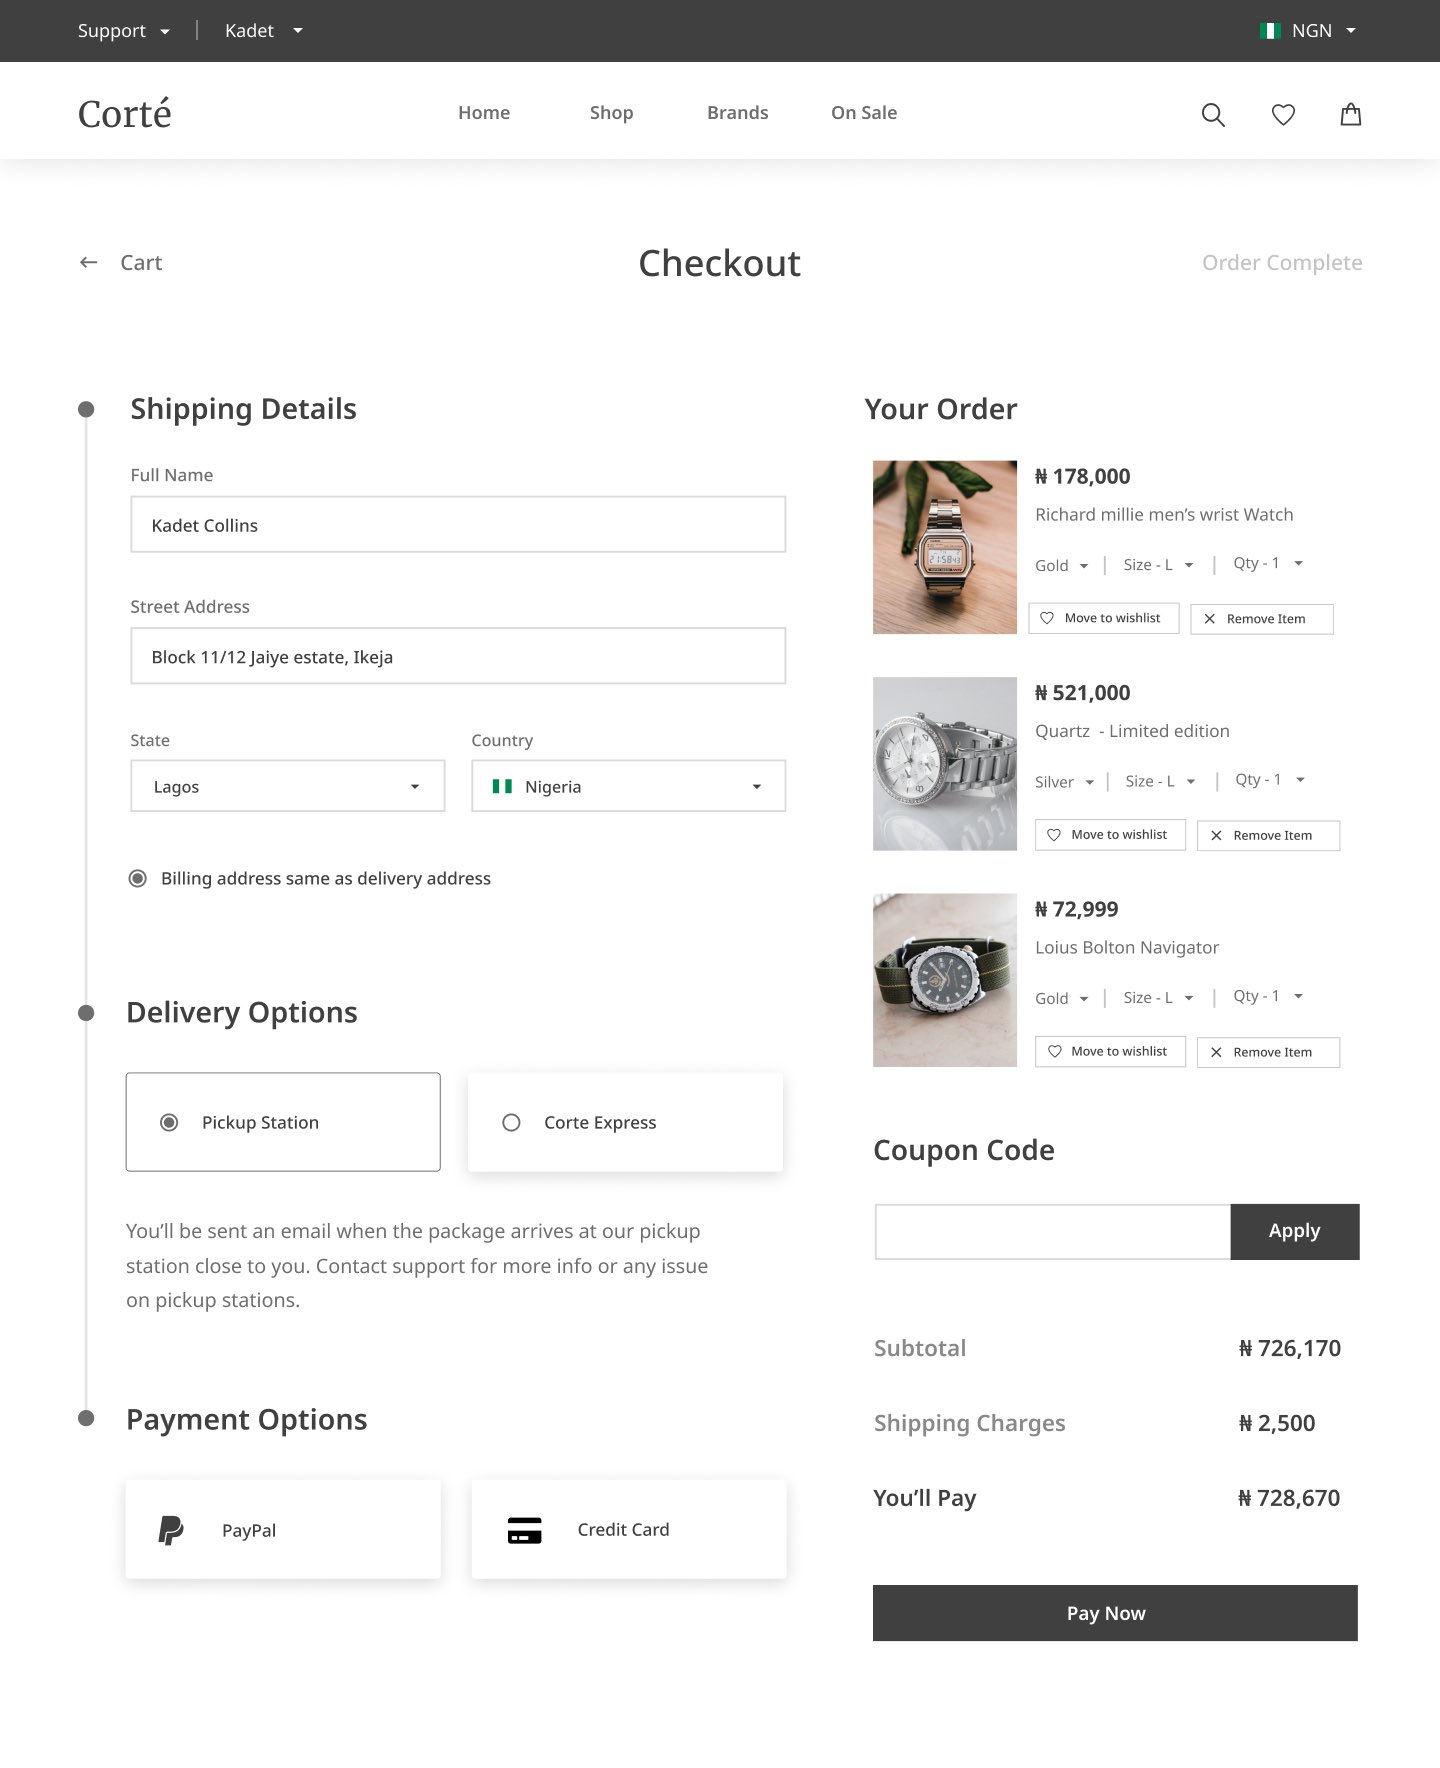 Support
Kadet
NGN
Corté
Home
Shop
Brands
On Sale
Cart
Checkout
Order Complete
Shipping Details
Full Name
Kadet Collins
Street Address
Block 11/12 Jaiye estate, Ikeja
State
Country
Lagos
Nigeria
Billing address same as delivery address
Delivery Options
Pickup Station
Corte Express
You’ll be sent an email when the package arrives at our pickup
station close to you. Contact support for more info or any issue
on pickup stations.
Payment Options
PayPal
Credit Card
Your Order
₦ 178,000
Richard millie men’s wrist Watch
Gold
Size - L
Qty - 1
Move to wishlist
Remove Item
₦ 521,000
Quartz  - Limited edition
Silver
Size - L
Qty - 1
Move to wishlist
Remove Item
₦ 72,999
Loius Bolton Navigator
Gold
Size - L
Qty - 1
Move to wishlist
Remove Item
Coupon Code
Apply
Subtotal
₦ 726,170
Shipping Charges
₦ 2,500
You’ll Pay
₦ 728,670
Pay Now